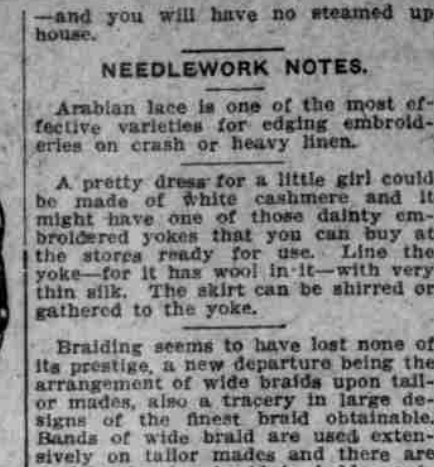 —and you will have no steamed up
house.
NEEDLEWORK NOTES.
Arabian lace is one of the most ef-
fective varieties for edging embroid-
eries on crash or heavy linen.
A pretty dress for a little girl could
be made of white cashmere and it
might have one of those dainty em-
broidered yokes that you can buy at
the stores ready for use. Line the
yoke—for it has wool in it—with very
thin silk. The skirt can be shirred or
gathered to the yoke.
Braiding seems to have lost none of
its prestige, a new departure being the
arrangement of wide braids upon tail-
or mades, also a tracery in large de-
signs of the finest braid obtainable.
Bands of wide braid are used exten-
sively on tailor mades and there are